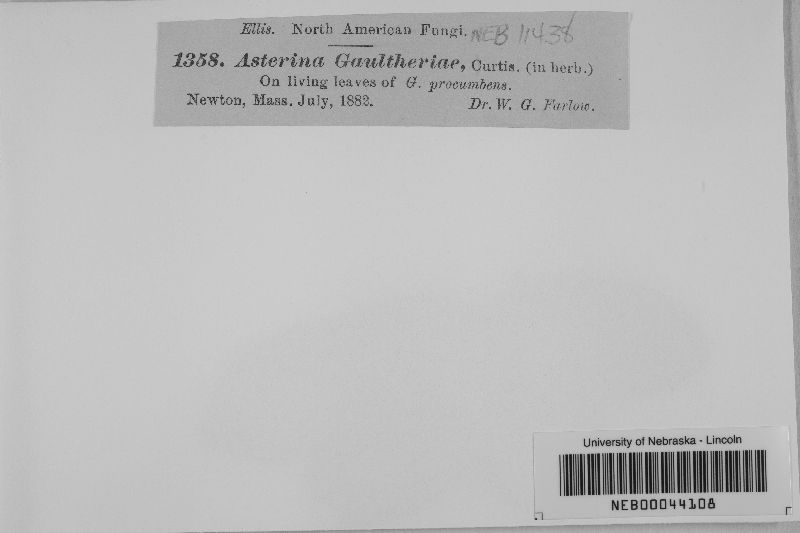 Ellis. North American Fungi. NEB 11438
1358. Asterina Gaultheriae, Curtis. (in herb.)
On living leaves of G. procumbens.
Newton, Mass. July, 1882. Dr. W. G. Farlow.
University of Nebraska - Lincoln
NEB00044108